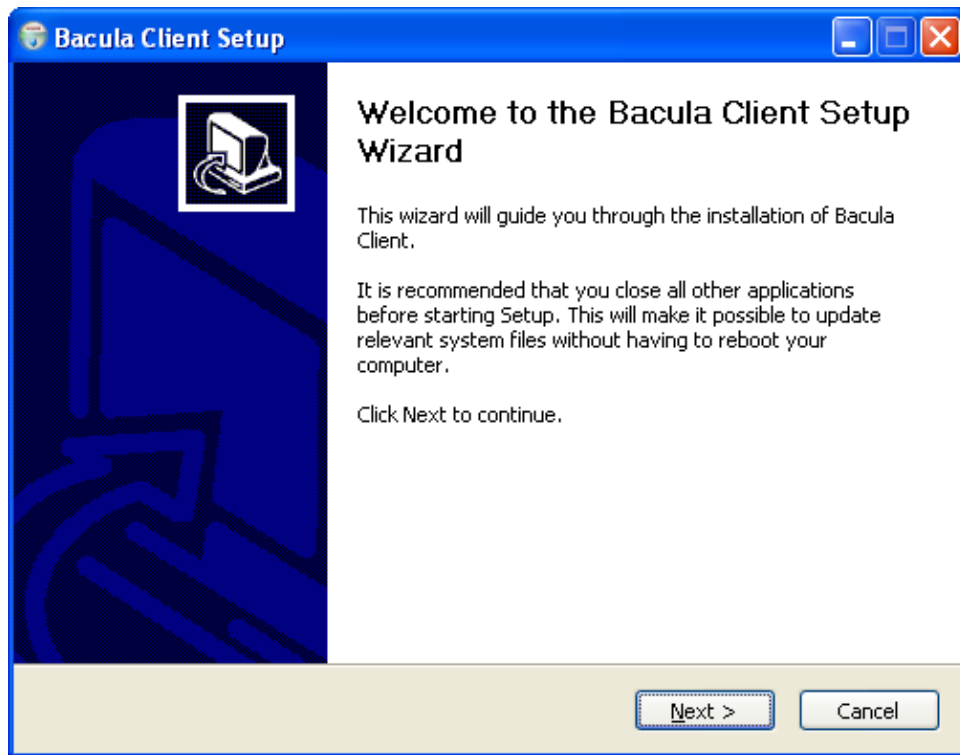 Bacula Client Setup
Welcome to the Bacula Client Setup
Wizard
This wizard will guide you through the installation of Bacula
Client.
It is recommended that you close all other applications
before starting Setup. This will make it possible to update
relevant system files without having to reboot your
computer.
Click Next to continue.
Next >
Cancel